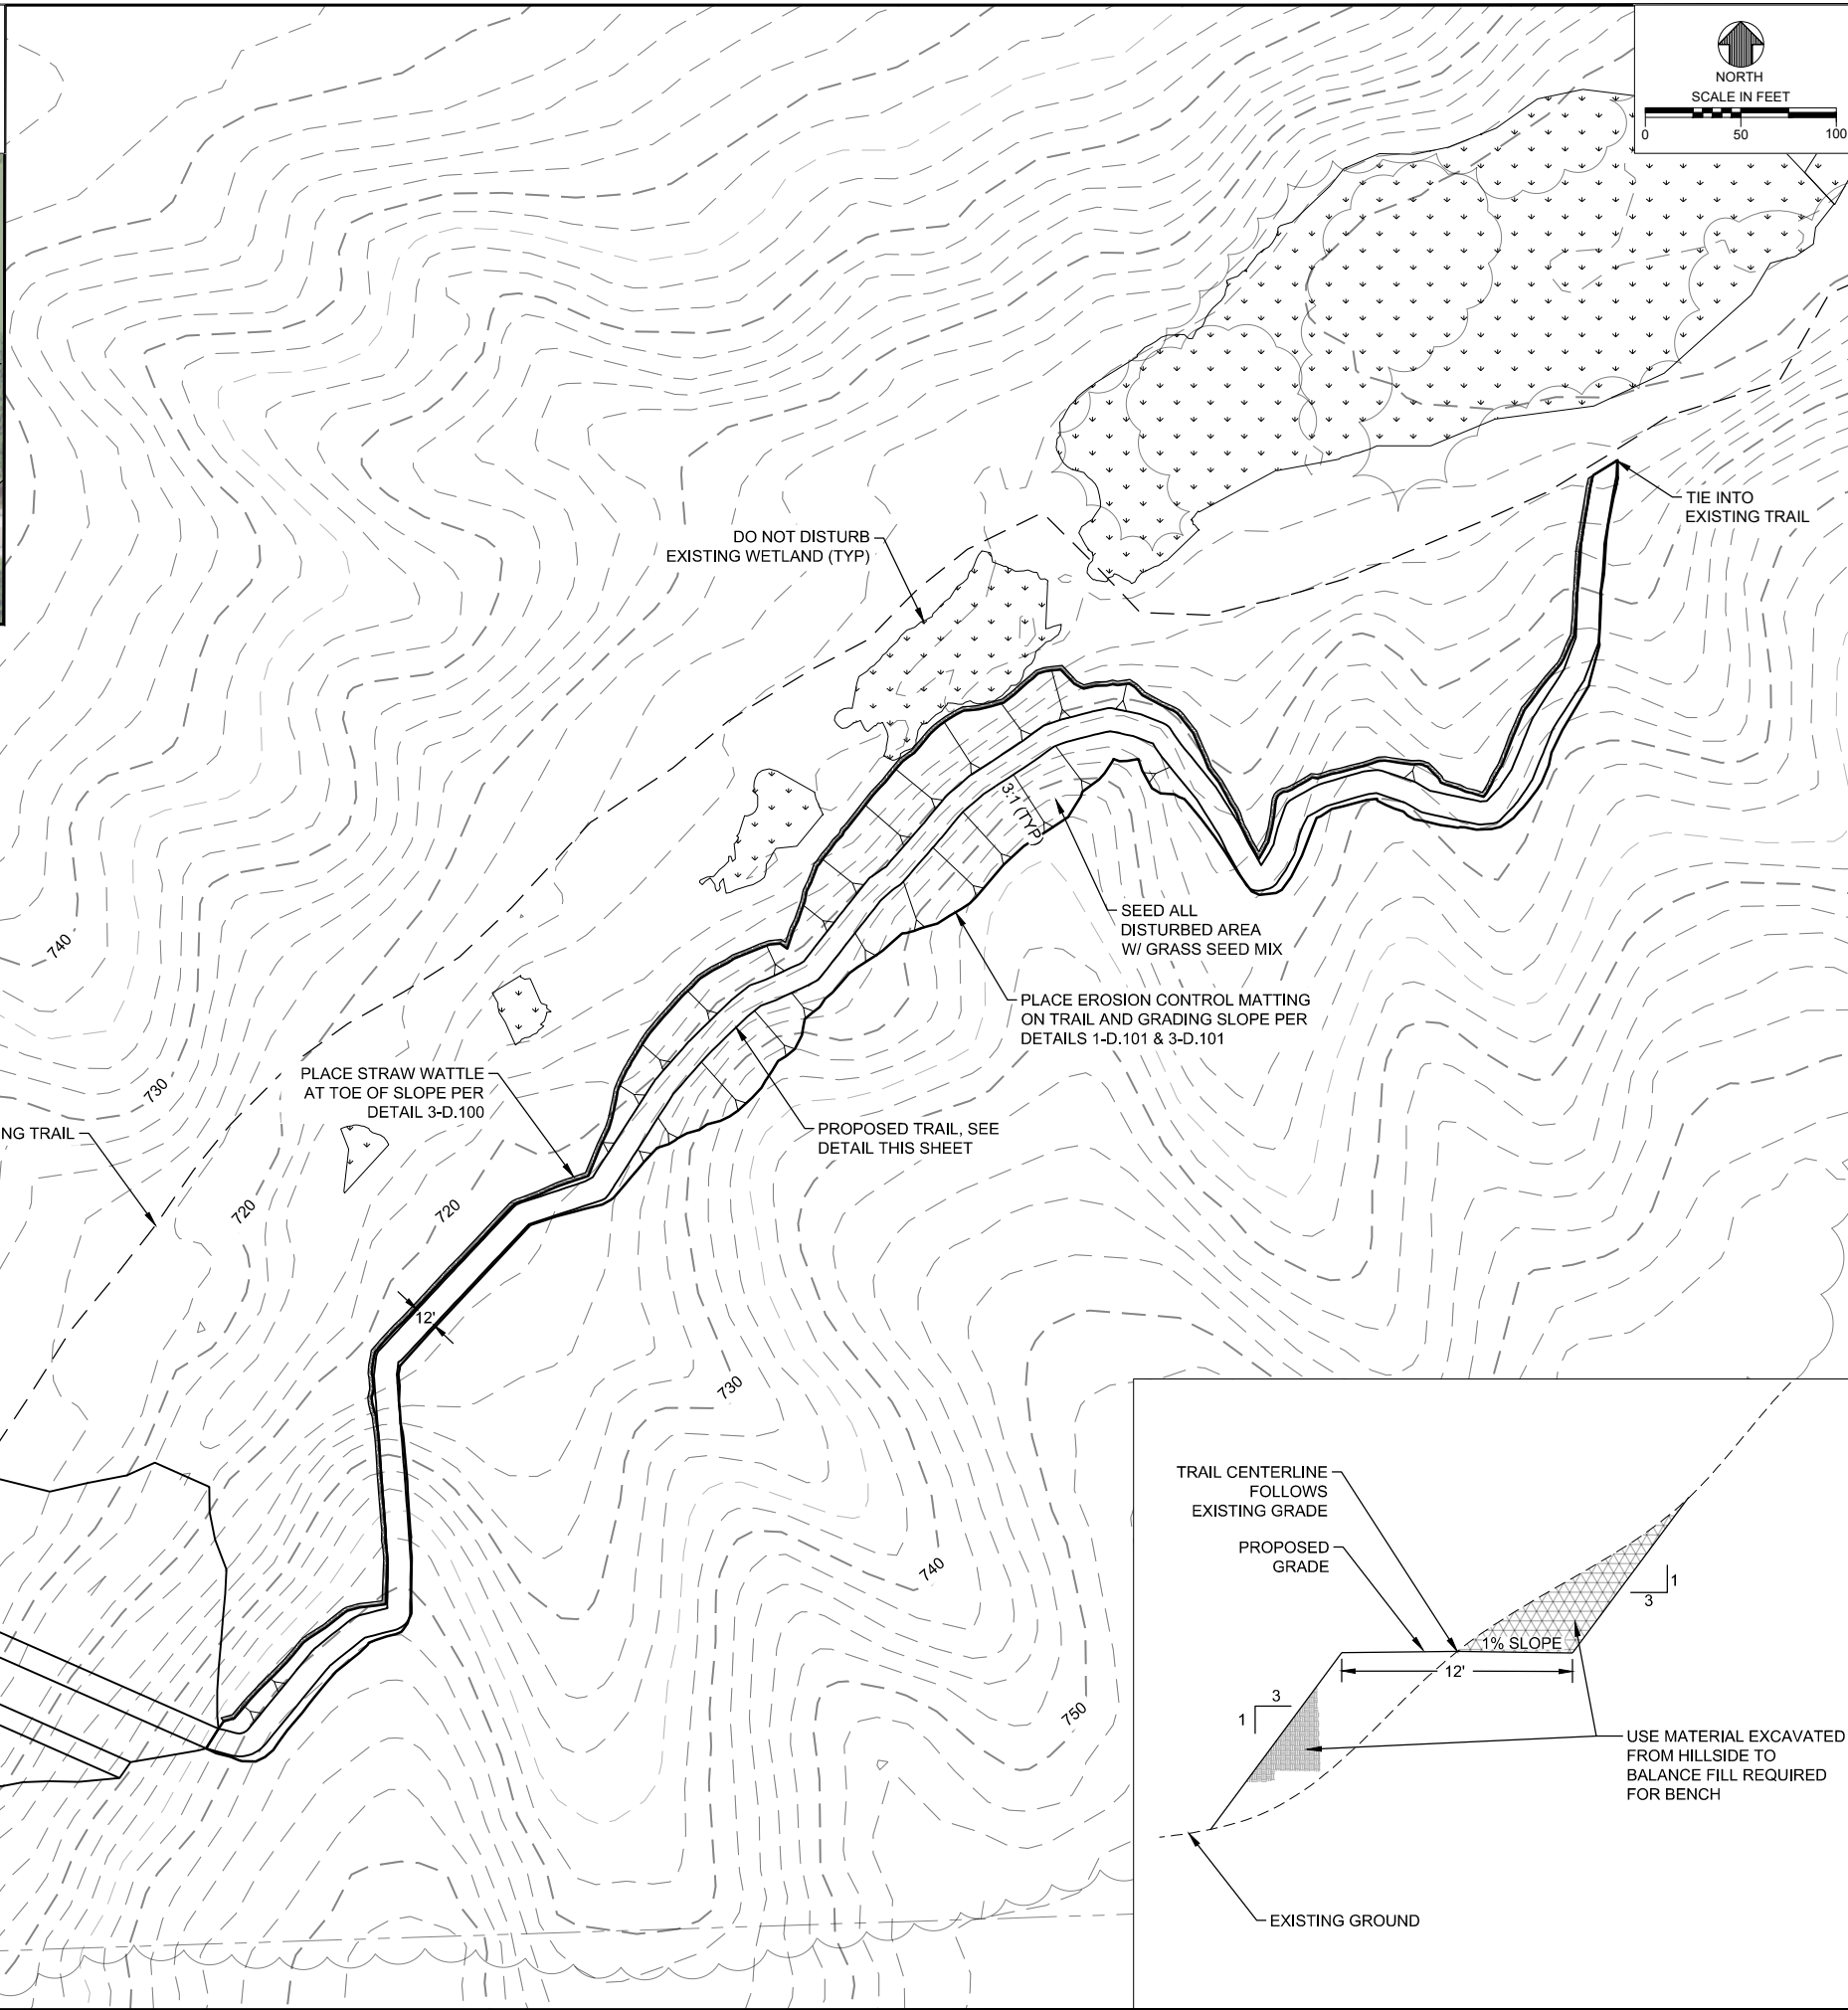 NORTH
SCALE IN FEET
0 50 100
TIE INTO
EXISTING TRAIL
DO NOT DISTURB
EXISTING WETLAND (TYP)
3:1 (TYP)
SEED ALL
DISTURBED AREA
W/ GRASS SEED MIX
740
PLACE EROSION CONTROL MATTING
ON TRAIL AND GRADING SLOPE PER
DETAILS 1-D.101 & 3-D.101
730
PLACE STRAW WATTLE
AT TOE OF SLOPE PER
DETAIL 3-D.100
NG TRAIL
PROPOSED TRAIL, SEE
DETAIL THIS SHEET
720
720
12'
730
740
750
TRAIL CENTERLINE
FOLLOWS
EXISTING GRADE
PROPOSED
GRADE
1
3
1% SLOPE
12'
3
1
USE MATERIAL EXCAVATED
FROM HILLSIDE TO
BALANCE FILL REQUIRED
FOR BENCH
EXISTING GROUND